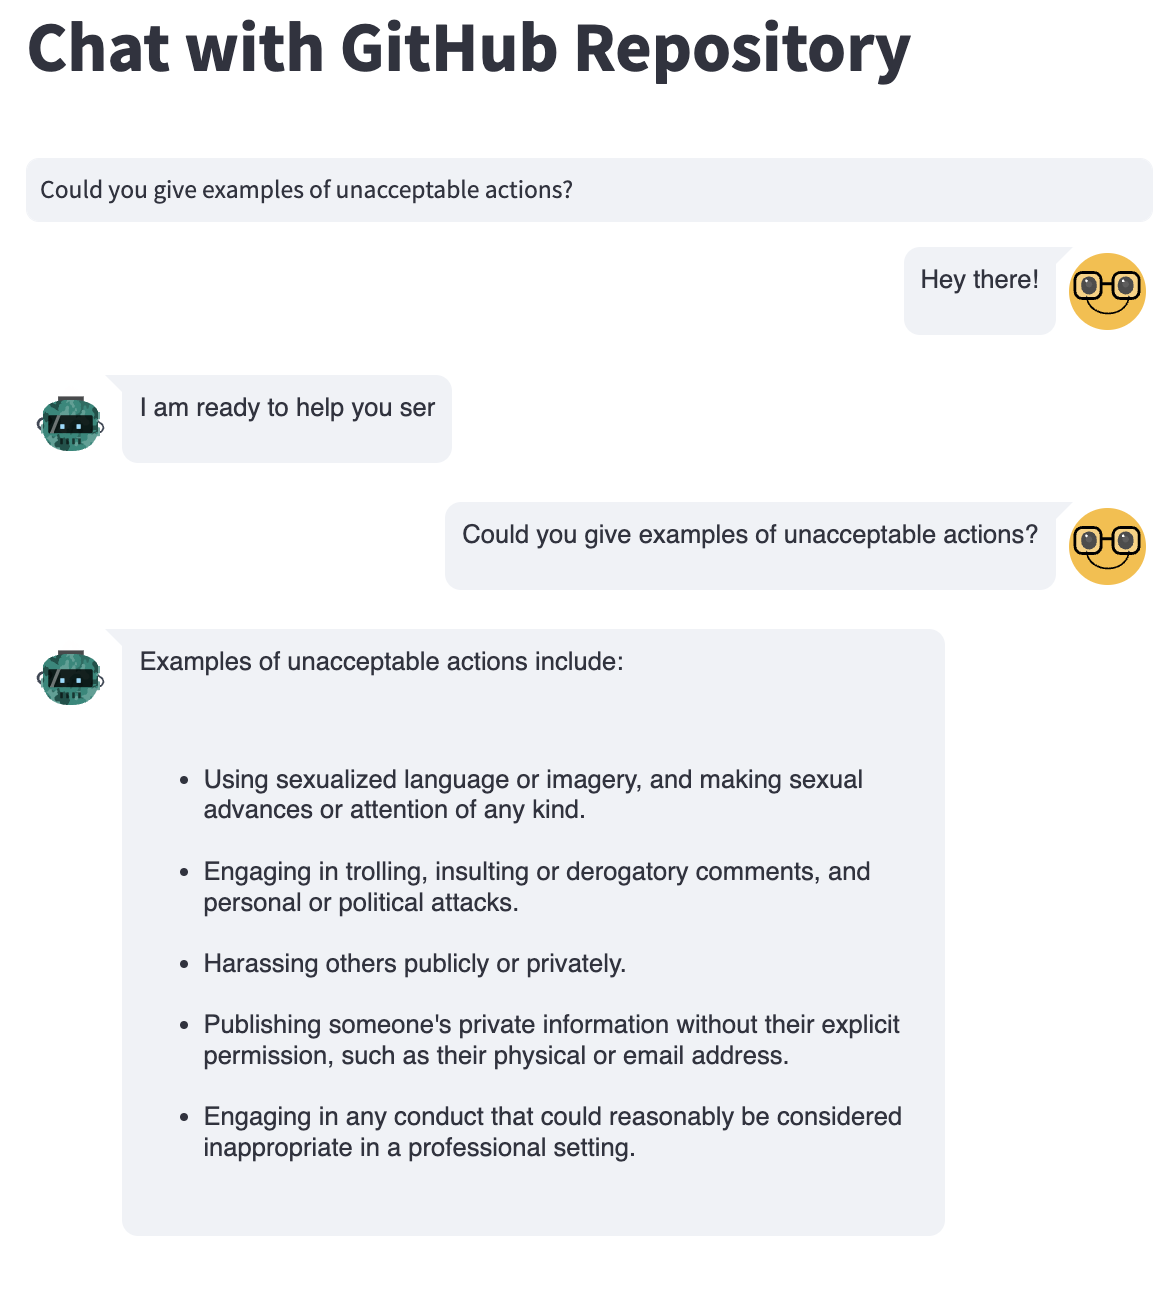 Chat with GitHub Repository
Could you give examples of unacceptable actions?
Hey there!
I am ready to help you ser
Could you give examples of unacceptable actions?
Examples of unacceptable actions include:
• Using sexualized language or imagery, and making sexual
advances or attention of any kind.
• Engaging in trolling, insulting or derogatory comments, and
personal or political attacks.
• Harassing others publicly or privately.
• Publishing someone's private information without their explicit
permission, such as their physical or email address.
• Engaging in any conduct that could reasonably be considered
inappropriate in a professional setting.